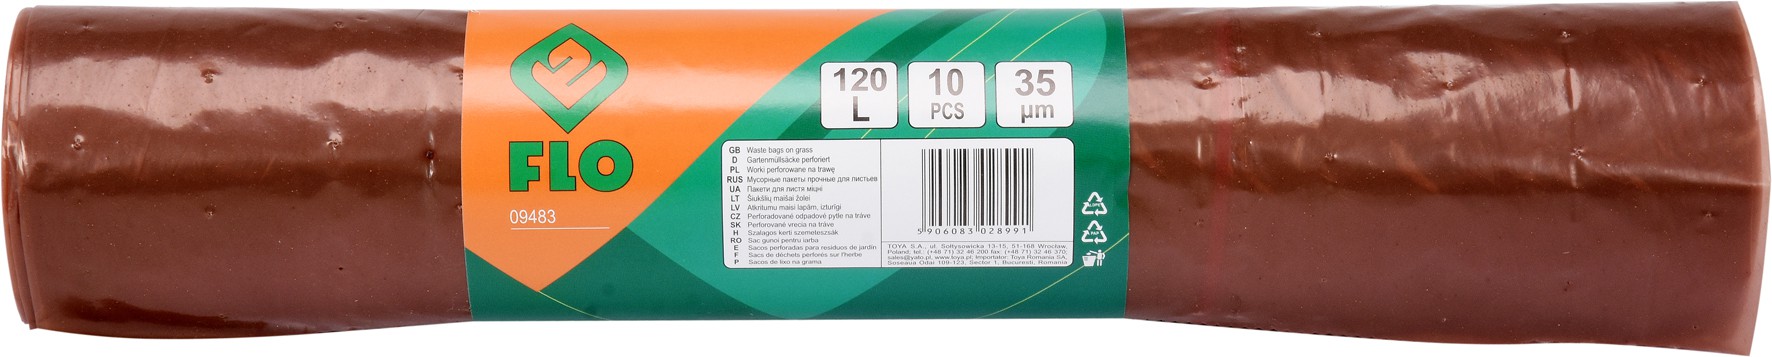 FLO
09483
120
L
10
PCS
35
µm
GB Waste bags on grass
D Gartenmüllsäcke perforiert
PL Worki perforowane na trawę
RUS Мусорные пакеты прочные для листьев
UA Пакети для листя міцні
LT Šiukšlių maišai žolei
LV Atkritumu maisi lapām, izturīgi
CZ Perforadované odpadové pytle na tráve
SK Perforované vrecia na tráve
H Szalagos kerti szemeteszsák
RO Sac gunoi pentru iarba
E Sacos perforadas para residuos de jardin
F Sacs de déchets perforés sur l'herbe
P Sacos de lixo na grama
5 906083 028991
TOYA S.A., ul. Sołtysowicka 13-15, 51-168 Wrocław,
Poland, tel.: (+48 71) 32 46 200 fax: (+48 71) 32 46 370,
sales@yato.pl, www.toya.pl; Importator: Toya Romania SA,
Soseaua Odai 109-123, Sector 1, Bucuresti, Romania
PAP